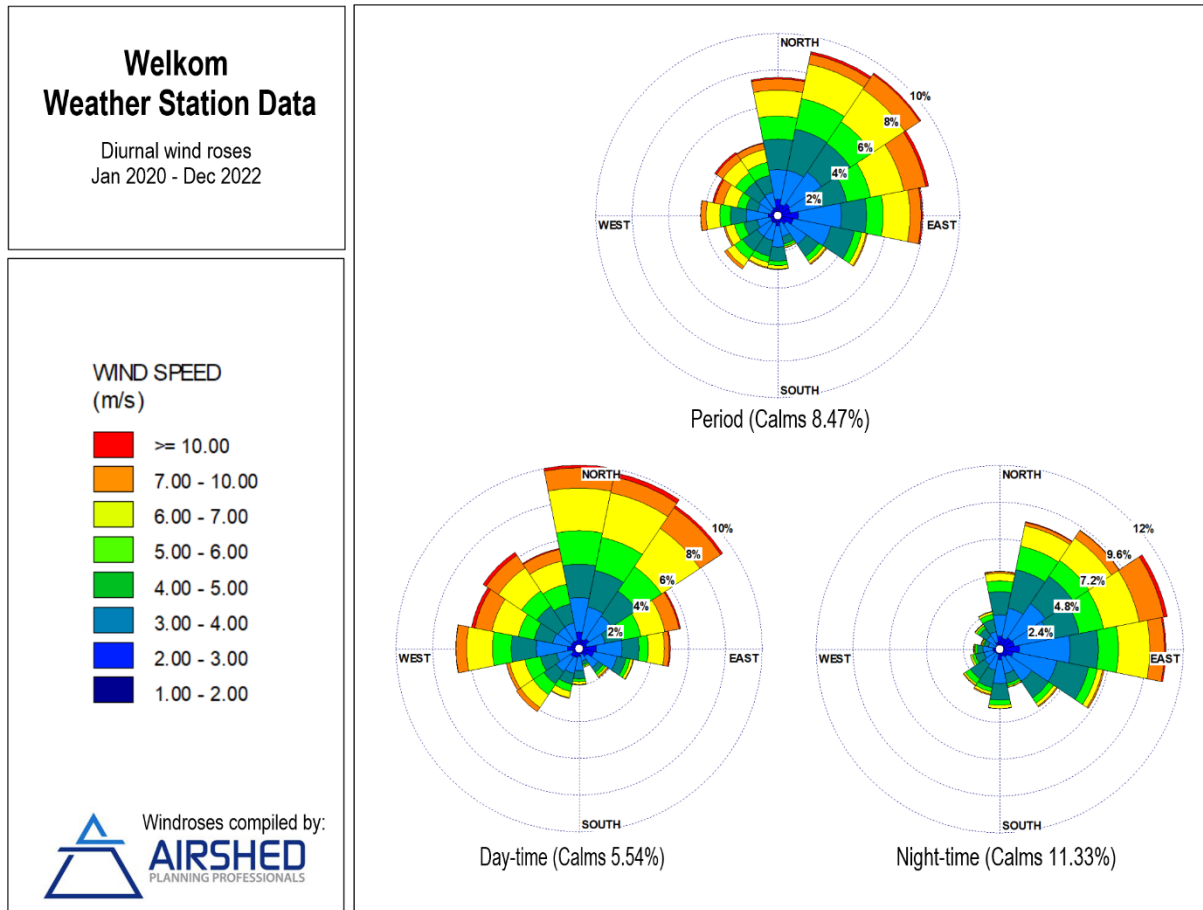 Welkom
Weather Station Data
Diurnal wind roses
Jan 2020 - Dec 2022
WIND SPEED
(m/s)
>= 10.00
7.00 - 10.00
6.00 - 7.00
5.00 - 6.00
4.00 - 5.00
3.00 - 4.00
2.00 - 3.00
1.00 - 2.00
Windroses compiled by:
AIRSHED
PLANNING PROFESSIONALS
NORTH
10%
8%
6%
4%
2%
WEST
EAST
SOUTH
Period (Calms 8.47%)
NORTH
10%
8%
6%
4%
2%
WEST
EAST
SOUTH
Day-time (Calms 5.54%)
NORTH
12%
9.6%
7.2%
4.8%
2.4%
WEST
EAST
SOUTH
Night-time (Calms 11.33%)